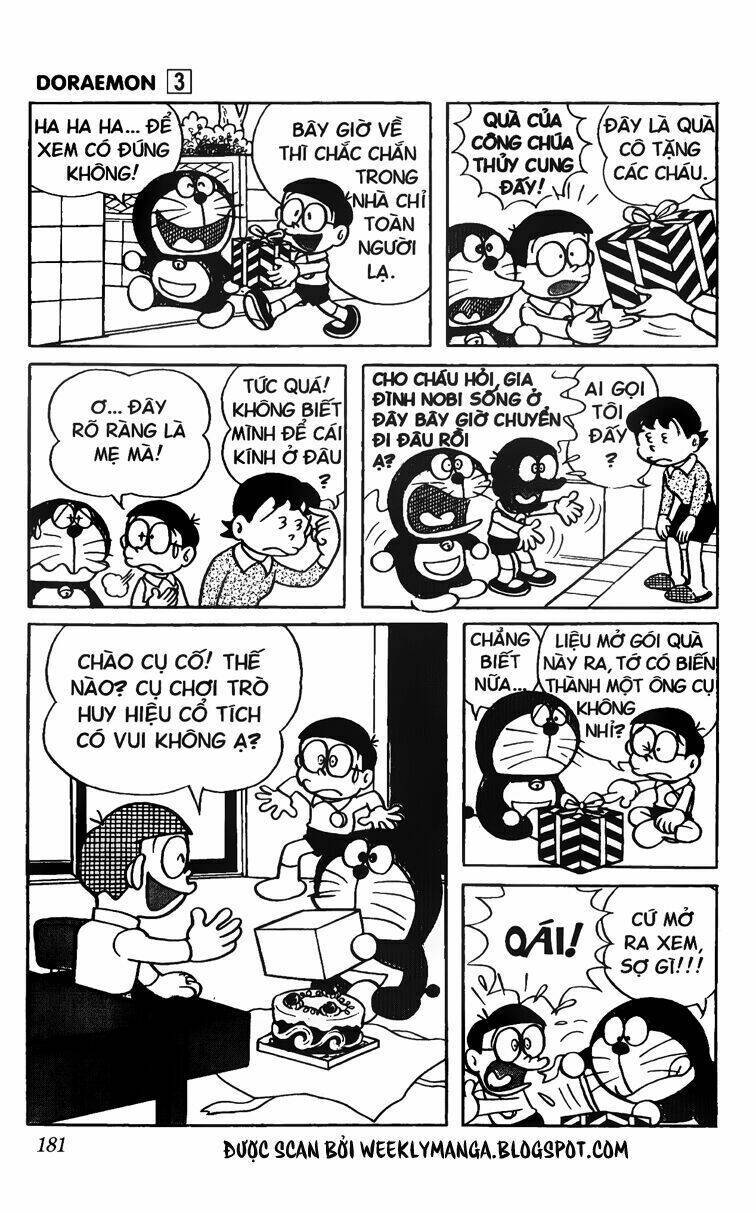 DORAEMON 3
ĐÂY LÀ QUÀ
CÔ TẶNG
CÁC CHÁU.
QUÀ CỦA
CÔNG CHÚA
THỦY CUNG
ĐẤY!
BÂY GIỜ VỀ
THÌ CHẮC CHẮN
TRONG
NHÀ CHỈ
TOÀN
NGƯỜI
LẠ.
HA HA HA... ĐỂ
XEM CÓ ĐÚNG
KHÔNG!
AI GỌI
TÔI
ĐẤY
?
CHO CHÁU HỎI, GIA
ĐÌNH NOBI SỐNG Ở
ĐÂY BÂY GIỜ CHUYỂN
ĐI ĐÂU RỒI
Ạ?
TỨC QUÁ!
KHÔNG BIẾT
MÌNH ĐỂ CÁI
KÍNH Ở ĐÂU
?
Ơ... ĐÂY
RÕ RÀNG LÀ
MẸ MÀ!
LIỆU MỞ GÓI QUÀ
NÀY RA, TỚ CÓ BIẾN
THÀNH MỘT ÔNG CỤ
KHÔNG
NHỈ?
CHẲNG
BIẾT
NỮA...
CỨ MỞ
RA XEM,
SỢ GÌ!!!
OÁI!
CHÀO CỤ CỐ! THẾ
NÀO? CỤ CHƠI TRÒ
HUY HIỆU CỔ TÍCH
CÓ VUI KHÔNG Ạ?
181
ĐƯỢC SCAN BỞI WEEKLYMANGA.BLOGSPOT.COM